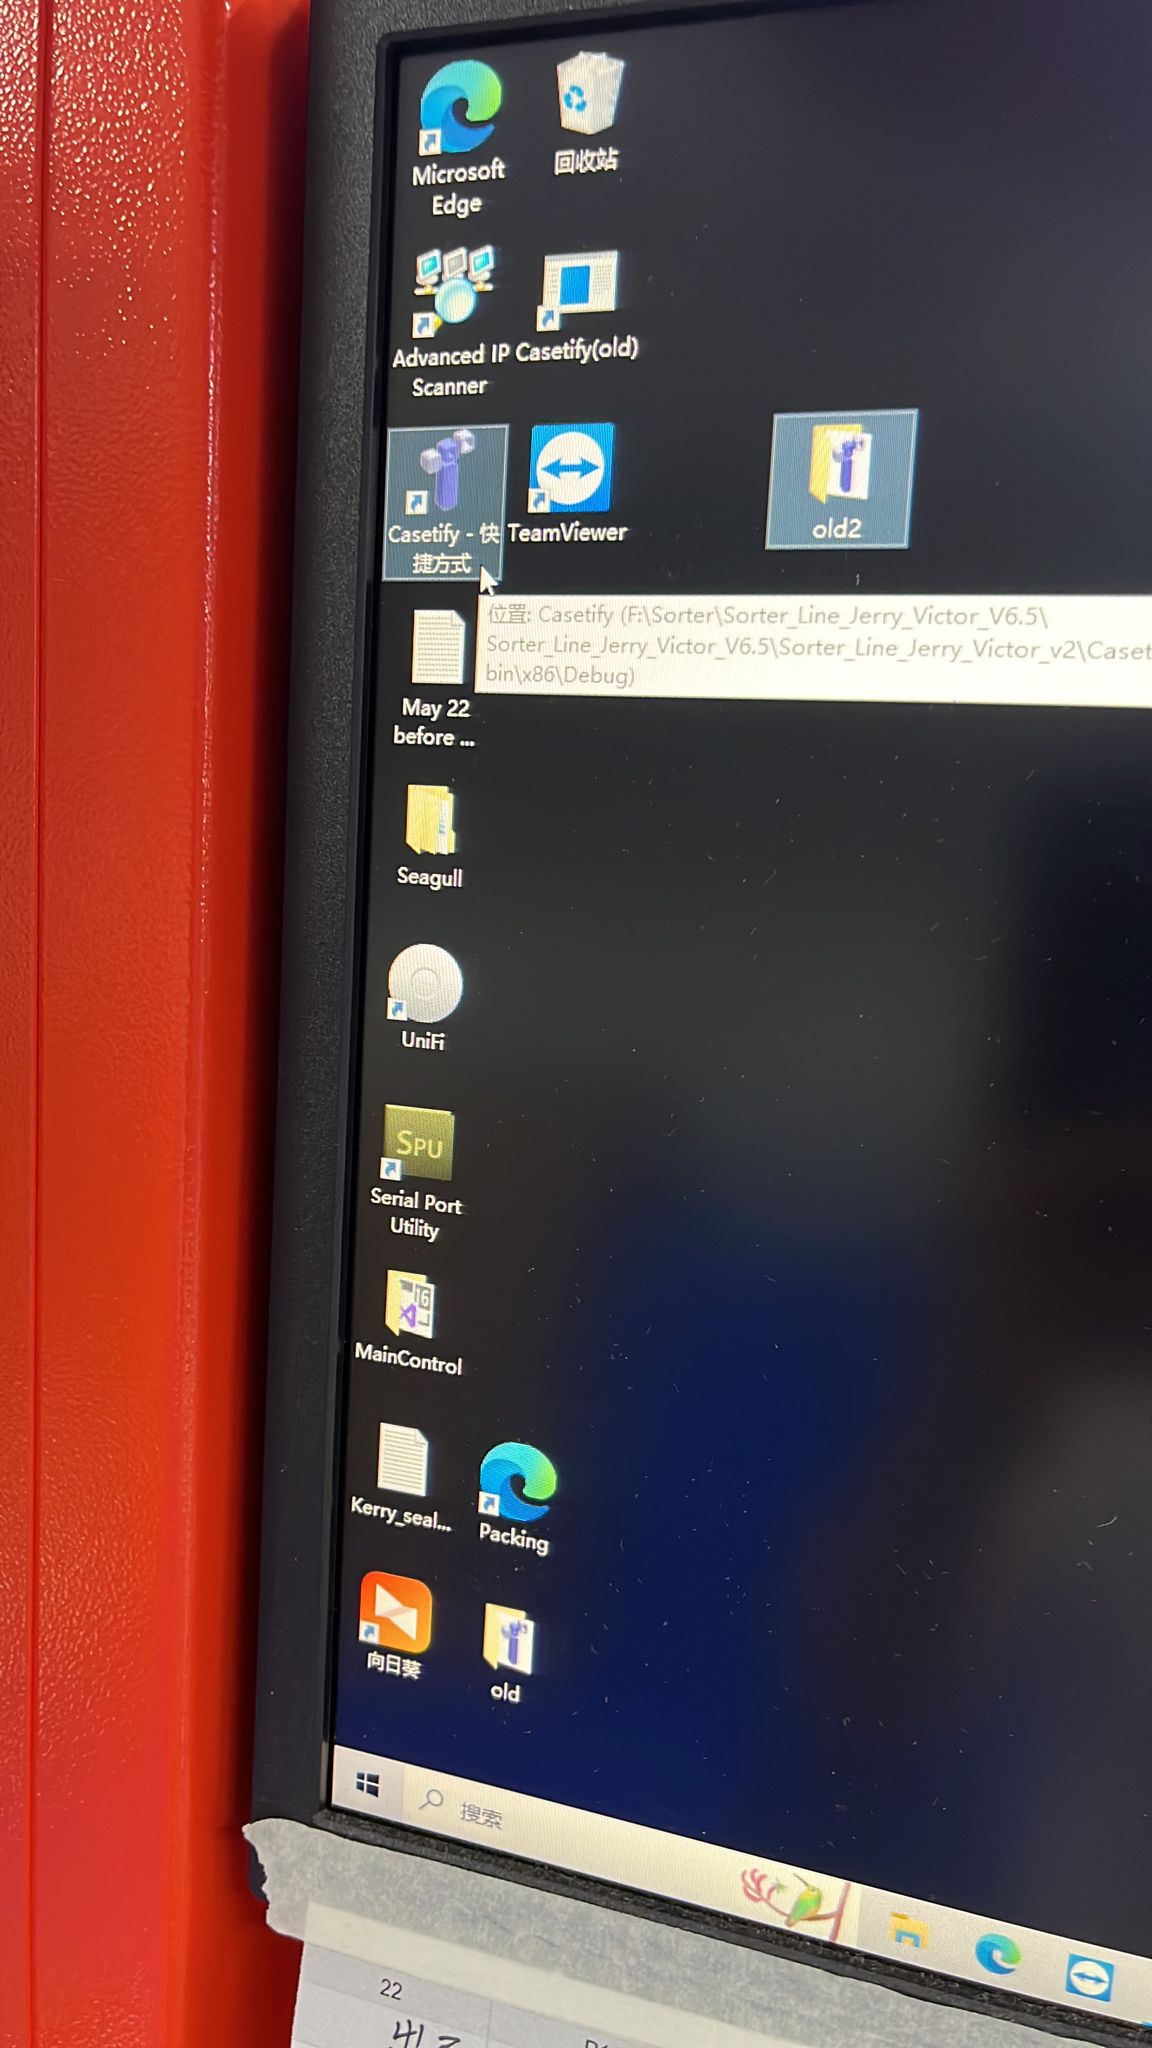 Microsoft
Edge
回收站
Advanced IP
Scanner
Casetify(old)
Casetify - 快
捷方式
TeamViewer
old2
位置: Casetify (F:\Sorter\Sorter_Line_Jerry_Victor_V6.5\
Sorter_Line_Jerry_Victor_V6.5\Sorter_Line_Jerry_Victor_v2\Caset
bin\x86\Debug)
May 22
before ...
Seagull
UniFi
SPU
Serial Port
Utility
16
MainControl
Kerry_seal...
Packing
向日葵
old
搜索
22